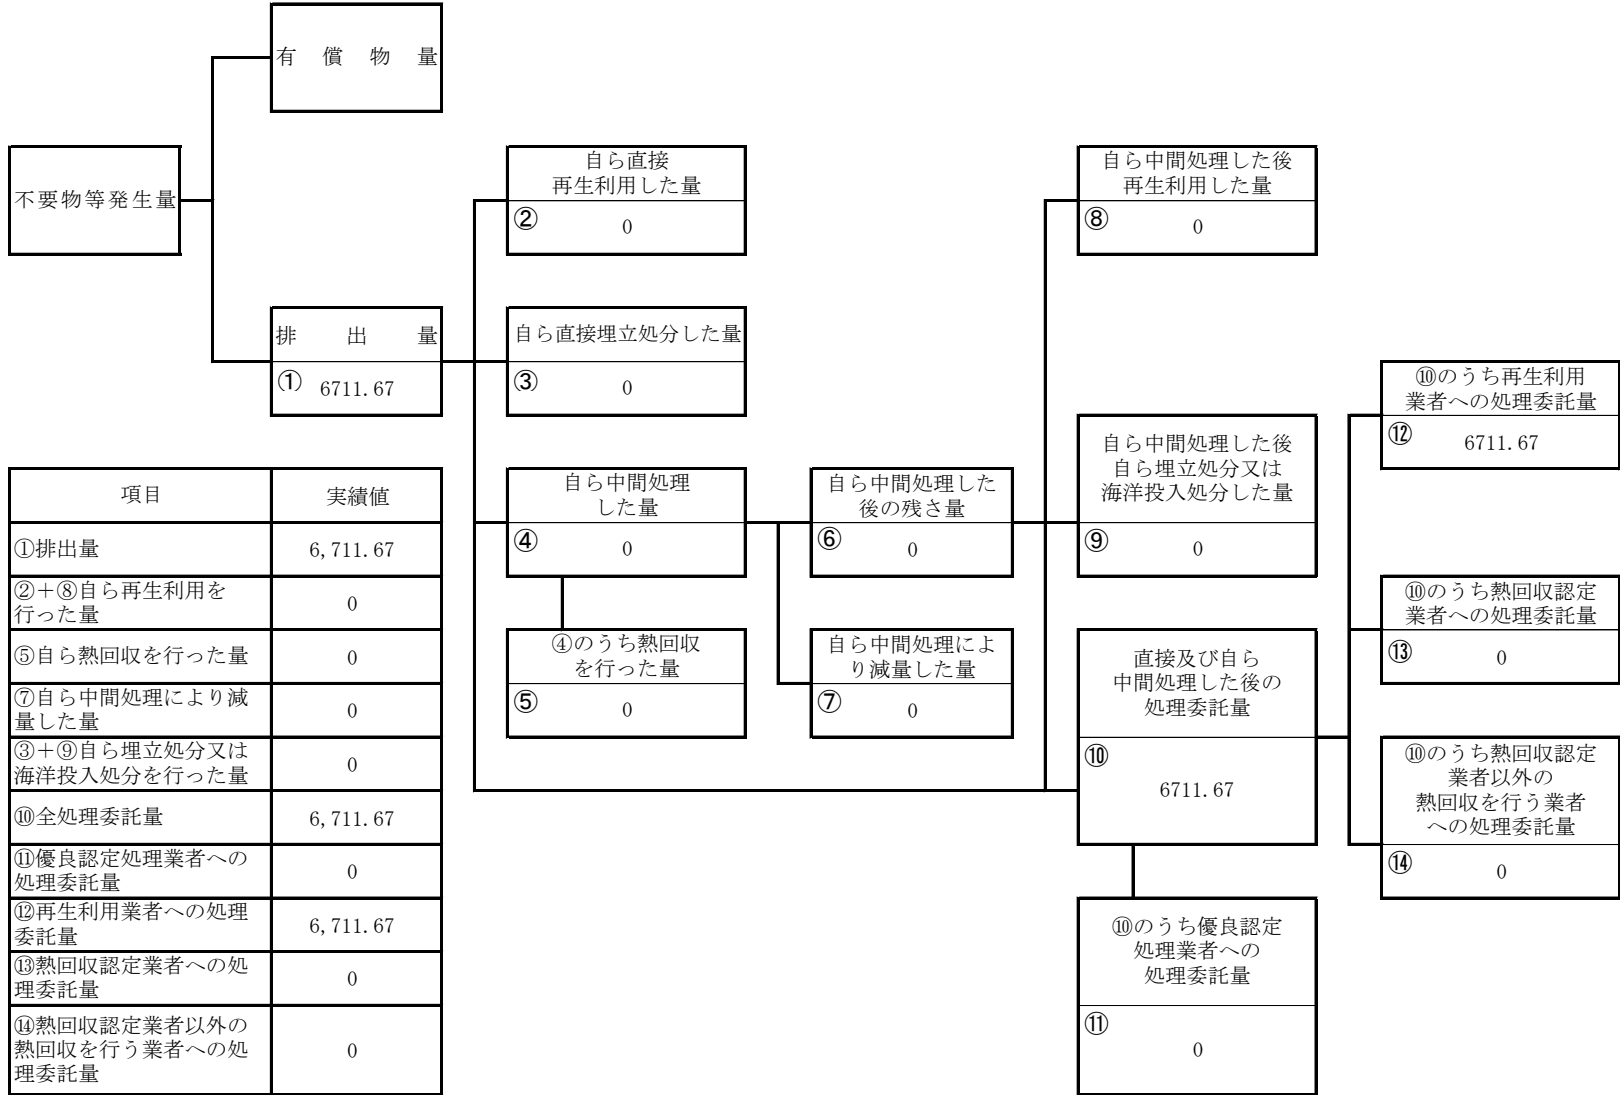 有償物量
不要物等発生量
排出量
① 6711.67
自ら直接
再生利用した量
② 0
自ら直接埋立処分した量
③ 0
自ら中間処理
した量
④ 0
④のうち熱回収
を行った量
⑤ 0
自ら中間処理した
後の残さ量
⑥ 0
自ら中間処理によ
り減量した量
⑦ 0
自ら中間処理した後
再生利用した量
⑧ 0
自ら中間処理した後
自ら埋立処分又は
海洋投入処分した量
⑨ 0
直接及び自ら
中間処理した後の
処理委託量
⑩
6711.67
⑩のうち優良認定
処理業者への
処理委託量
⑪
0
⑩のうち再生利用
業者への処理委託量
⑫ 6711.67
⑩のうち熱回収認定
業者への処理委託量
⑬ 0
⑩のうち熱回収認定
業者以外の
熱回収を行う業者
への処理委託量
⑭ 0
項目 実績値
①排出量 6,711.67
②+⑧自ら再生利用を
行った量 0
⑤自ら熱回収を行った量 0
⑦自ら中間処理により減
量した量 0
③+⑨自ら埋立処分又は
海洋投入処分を行った量 0
⑩全処理委託量 6,711.67
⑪優良認定処理業者への
処理委託量 0
⑫再生利用業者への処理
委託量 6,711.67
⑬熱回収認定業者への処
理委託量 0
⑭熱回収認定業者以外の
熱回収を行う業者への処
理委託量 0